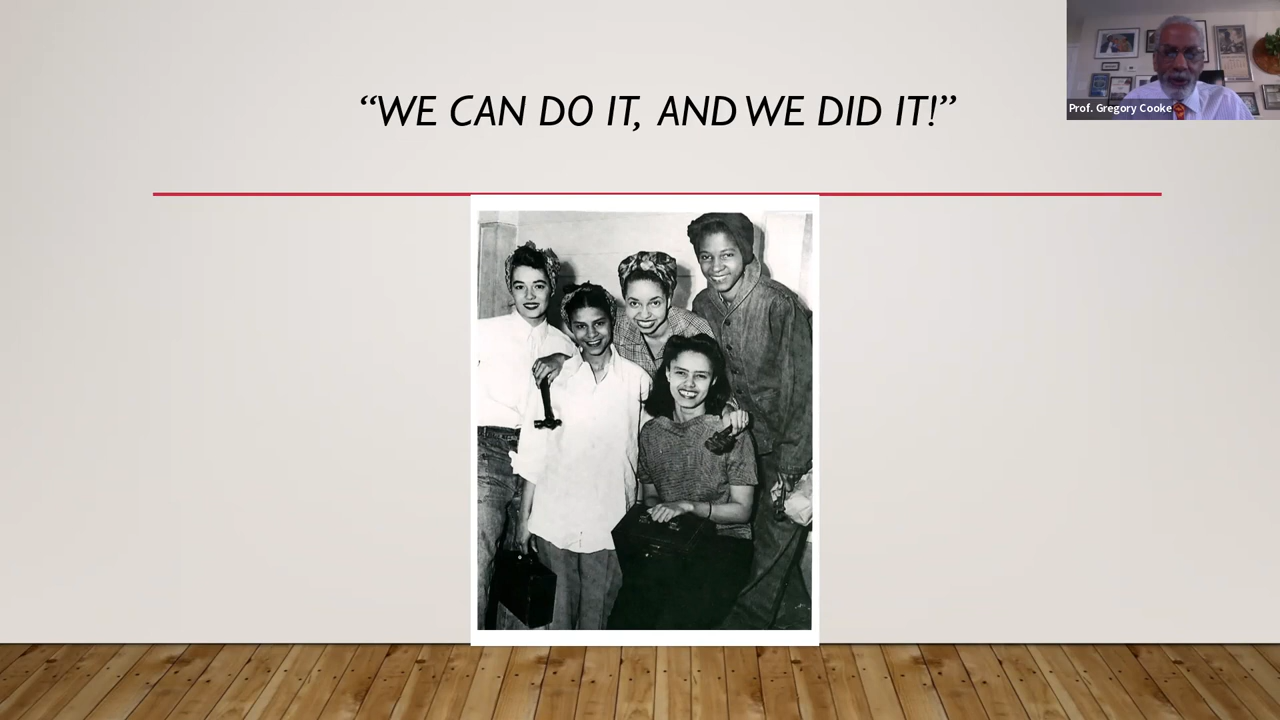 “WE CAN DO IT, AND WE DID IT!”
Prof. Gregory Cooke